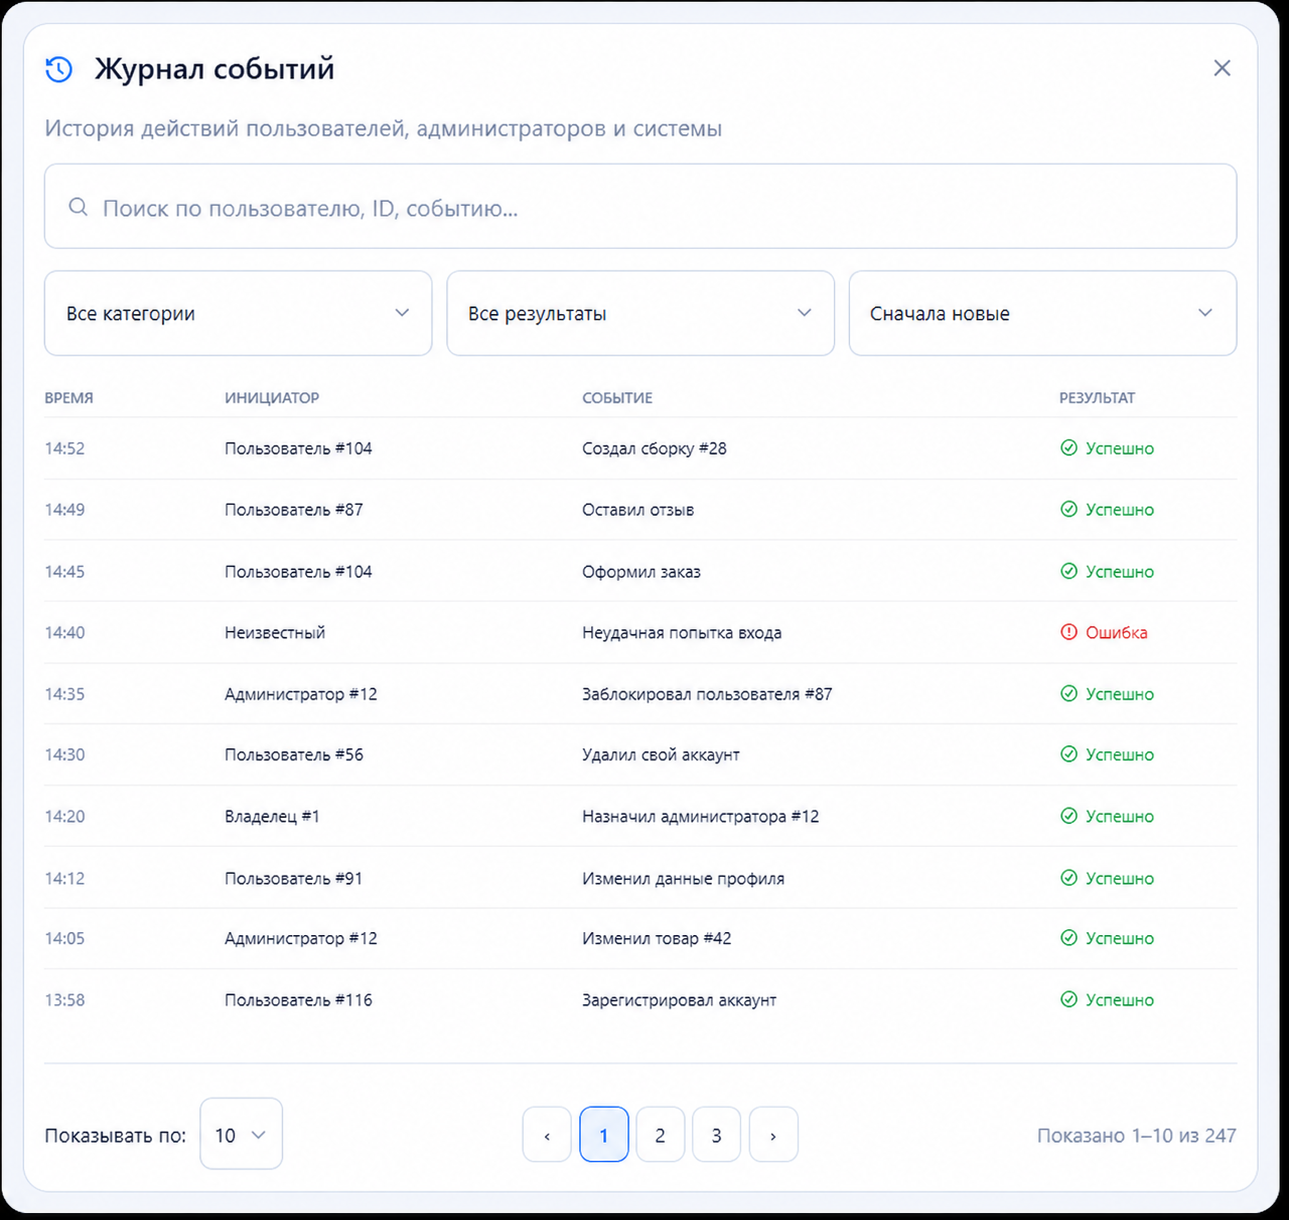 Журнал событий
История действий пользователей, администраторов и системы
Поиск по пользователю, ID, событию...
Все категории Все результаты Сначала новые
ВРЕМЯ ИНИЦИАТОР СОБЫТИЕ РЕЗУЛЬТАТ
14:52 Пользователь #104 Создал сборку #28 Успешно
14:49 Пользователь #87 Оставил отзыв Успешно
14:45 Пользователь #104 Оформил заказ Успешно
14:40 Неизвестный Неудачная попытка входа Ошибка
14:35 Администратор #12 Заблокировал пользователя #87 Успешно
14:30 Пользователь #56 Удалил свой аккаунт Успешно
14:20 Владелец #1 Назначил администратора #12 Успешно
14:12 Пользователь #91 Изменил данные профиля Успешно
14:05 Администратор #12 Изменил товар #42 Успешно
13:58 Пользователь #116 Зарегистрировал аккаунт Успешно
Показывать по: 10 ‹ 1 2 3 › Показано 1–10 из 247